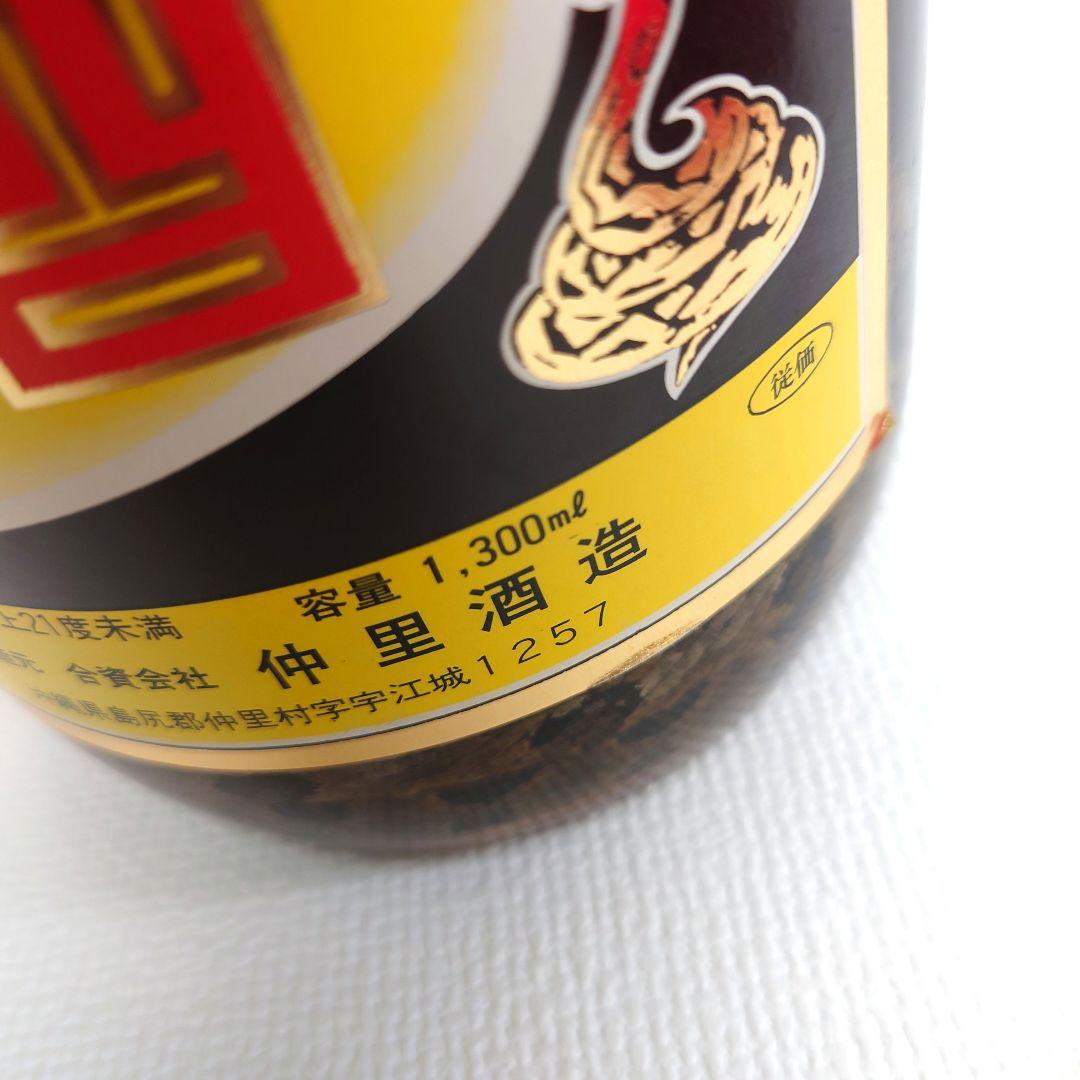 従価
容量 1,300ml
上21度未満
元 合資会社 仲里酒造
沖縄県島尻郡仲里村字宇江城1257